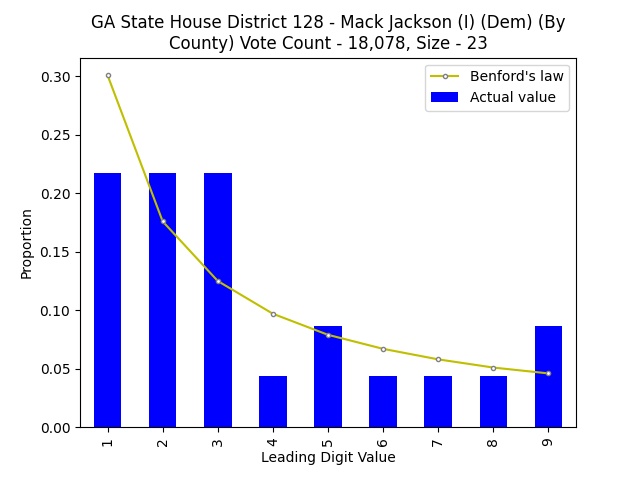 GA State House District 128 - Mack Jackson (I) (Dem) (By
County) Vote Count - 18,078, Size - 23
Benford's law
Actual value
0.30
0.25
0.20
0.15
0.10
0.05
0.00
Proportion
1 2 3 4 5 6 7 8 9
Leading Digit Value